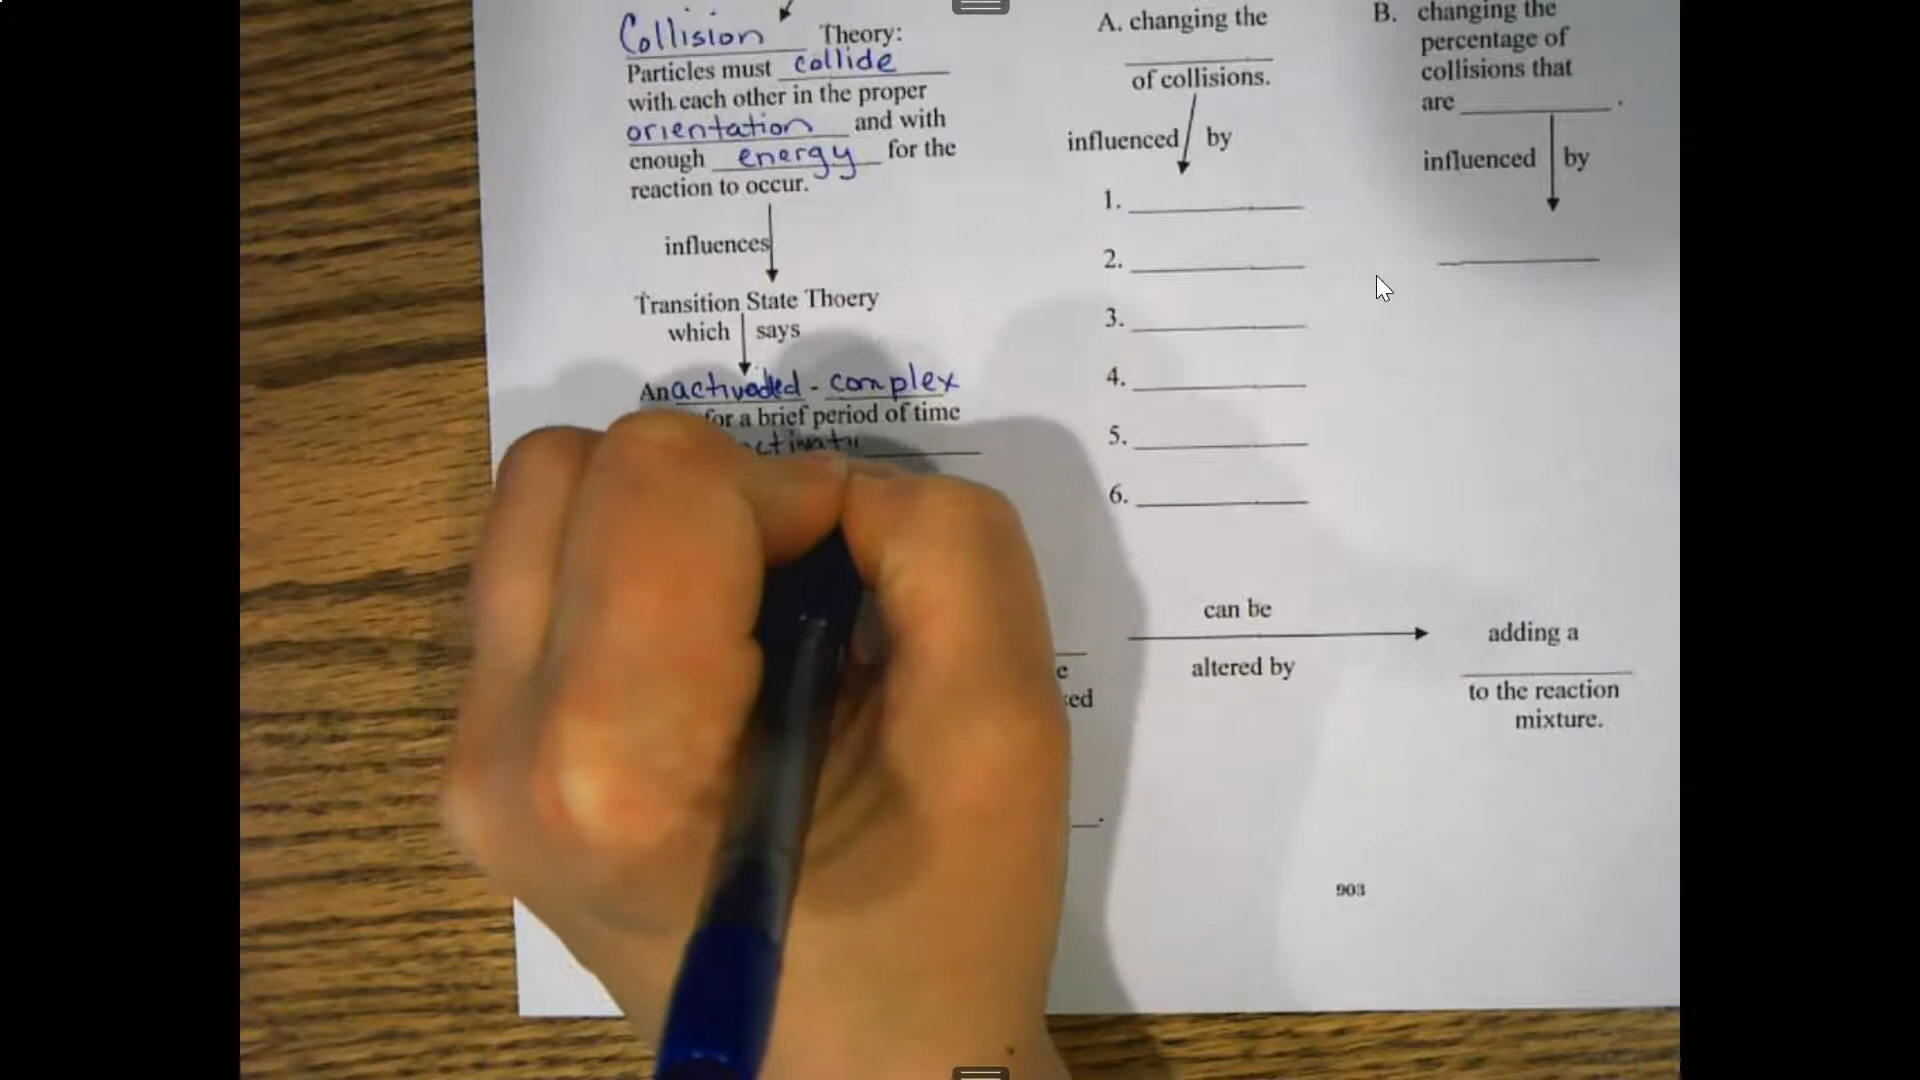 Collision Theory:
Particles must collide
with each other in the proper
orientation and with
enough energy for the
reaction to occur.
influences
Transition State Thoery
which says
An activated - complex
for a brief period of time
A. changing the
of collisions.
influenced by
1.
2.
3.
4.
5.
6.
B. changing the
percentage of
collisions that
are .
influenced by
can be
altered by
adding a
to the reaction
mixture.
903